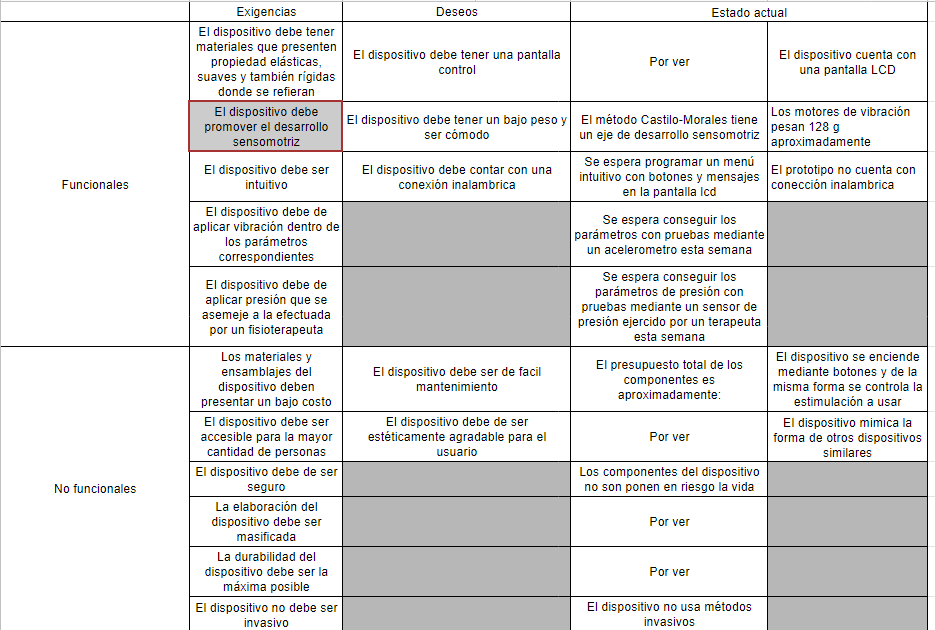 Exigencias
Deseos
Estado actual
Funcionales
El dispositivo debe tener
materiales que presenten
propiedad elásticas,
suaves y también rígidas
donde se refieran
El dispositivo debe tener una pantalla
control
Por ver
El dispositivo cuenta con
una pantalla LCD
El dispositivo debe
promover el desarrollo
sensomotriz
El dispositivo debe tener un bajo peso y
ser cómodo
El método Castilo-Morales tiene
un eje de desarrollo sensomotriz
Los motores de vibración
pesan 128 g
aproximadamente
El dispositivo debe ser
intuitivo
El dispositivo debe contar con una
conexión inalambrica
Se espera programar un menú
intuitivo con botones y mensajes
en la pantalla lcd
El prototipo no cuenta con
conección inalambrica
El dispositivo debe de
aplicar vibración dentro de
los parámetros
correspondientes
Se espera conseguir los
parámetros con pruebas mediante
un acelerometro esta semana
El dispositivo debe de
aplicar presión que se
asemeje a la efectuada
por un fisioterapeuta
Se espera conseguir los
parámetros de presión con
pruebas mediante un sensor de
presión ejercido por un terapeuta
esta semana
No funcionales
Los materiales y
ensamblajes del
dispositivo deben
presentar un bajo costo
El dispositivo debe ser de facil
mantenimiento
El presupuesto total de los
componentes es
aproximadamente:
El dispositivo se enciende
mediante botones y de la
misma forma se controla la
estimulación a usar
El dispositivo debe ser
accesible para la mayor
cantidad de personas
El dispositivo debe de ser
estéticamente agradable para el
usuario
Por ver
El dispositivo mimica la
forma de otros dispositivos
similares
El dispositivo debe de ser
seguro
Los componentes del dispositivo
no son ponen en riesgo la vida
La elaboración del
dispositivo debe ser
masificada
Por ver
La durabilidad del
dispositivo debe ser la
máxima posible
Por ver
El dispositivo no debe ser
invasivo
El dispositivo no usa métodos
invasivos